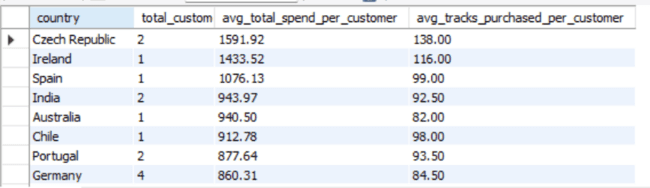 country total_custom avg_total_spend_per_customer avg_tracks_purchased_per_customer
Czech Republic 2 1591.92 138.00
Ireland 1 1433.52 116.00
Spain 1 1076.13 99.00
India 2 943.97 92.50
Australia 1 940.50 82.00
Chile 1 912.78 98.00
Portugal 2 877.64 93.50
Germany 4 860.31 84.50